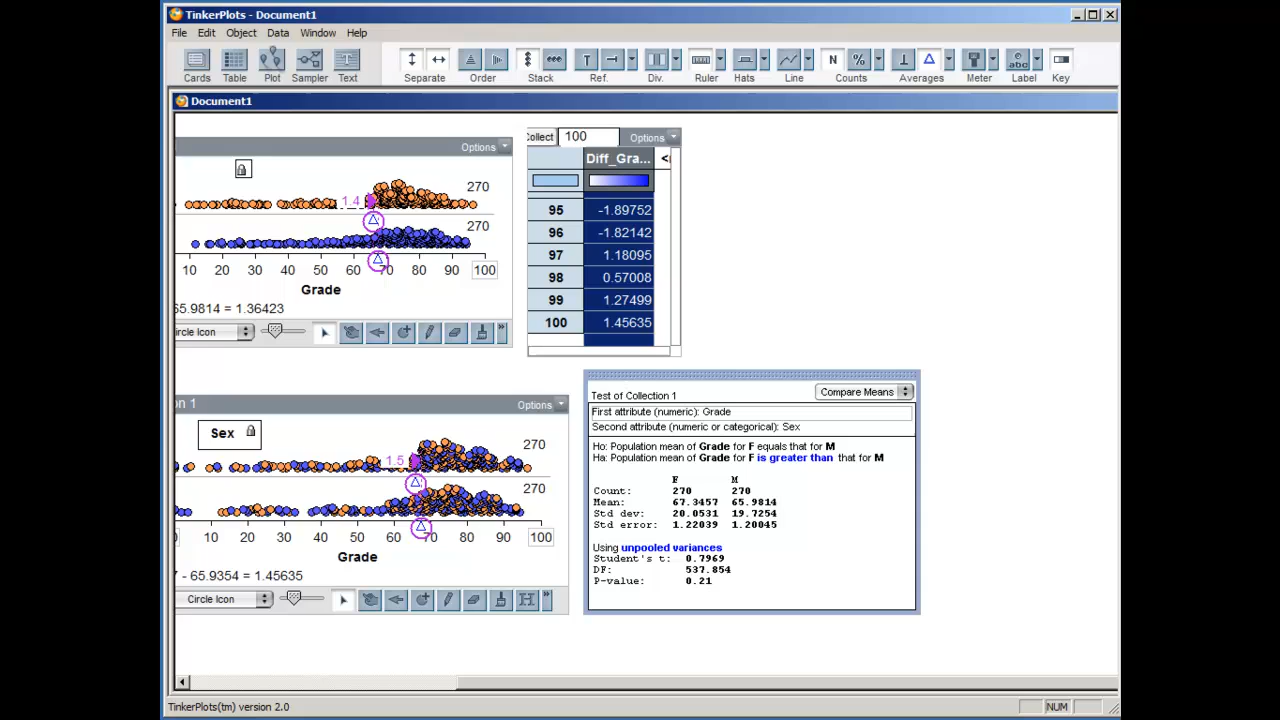 TinkerPlots - Document1
File Edit Object Data Window Help
Cards Table Plot Sampler Text Separate Order Stack Ref. Div. Ruler Hats Line Counts Averages Meter Label Key
N %
abc
Document1
Options
270
1.4
270
10 20 30 40 50 60 70 80 90 100
Grade
65.9814 = 1.36423
Circle Icon
Collect 100 Options
Diff_Gra...
95 -1.89752
96 -1.82142
97 1.18095
98 0.57008
99 1.27499
100 1.45635
on 1 Options
Sex
270
1.5
270
10 20 30 40 50 60 70 80 90 100
Grade
7 - 65.9354 = 1.45635
Circle Icon
Test of Collection 1 Compare Means
First attribute (numeric): Grade
Second attribute (numeric or categorical): Sex
Ho: Population mean of Grade for F equals that for M
Ha: Population mean of Grade for F is greater than that for M
F M
Count: 270 270
Mean: 67.3457 65.9814
Std dev: 20.0531 19.7254
Std error: 1.22039 1.20045
Using unpooled variances
Student's t: 0.7969
DF: 537.854
P-value: 0.21
TinkerPlots(tm) version 2.0 NUM